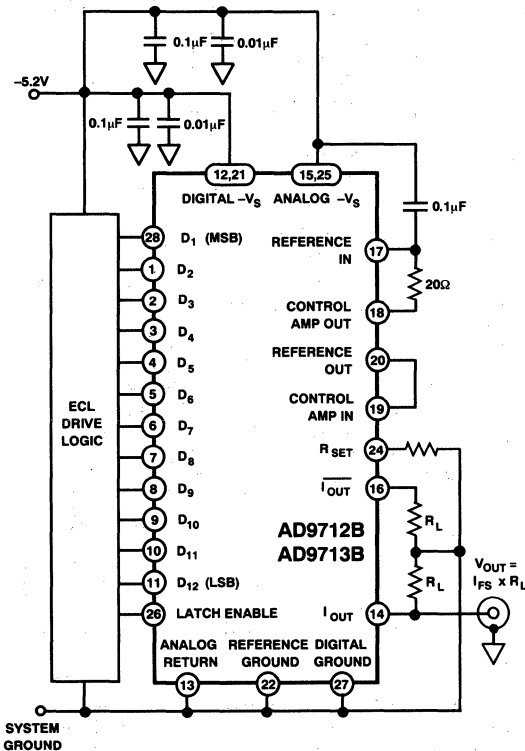 0.1μF
0.01μF
–5.2V
0.1μF
0.01μF
12,21
15,25
DIGITAL –VS
ANALOG –VS
0.1μF
28
D1 (MSB)
REFERENCE
IN
17
1
D2
20Ω
2
D3
CONTROL
AMP OUT
18
3
D4
REFERENCE
OUT
20
4
D5
ECL
DRIVE
LOGIC
5
D6
CONTROL
AMP IN
19
6
D7
RSET
24
7
D8
IOUT
16
8
D9
RL
9
D10
AD9712B
AD9713B
10
D11
VOUT =
IFS x RL
11
D12 (LSB)
RL
26
LATCH ENABLE
IOUT
14
ANALOG
RETURN
REFERENCE
GROUND
DIGITAL
GROUND
13
22
27
SYSTEM
GROUND